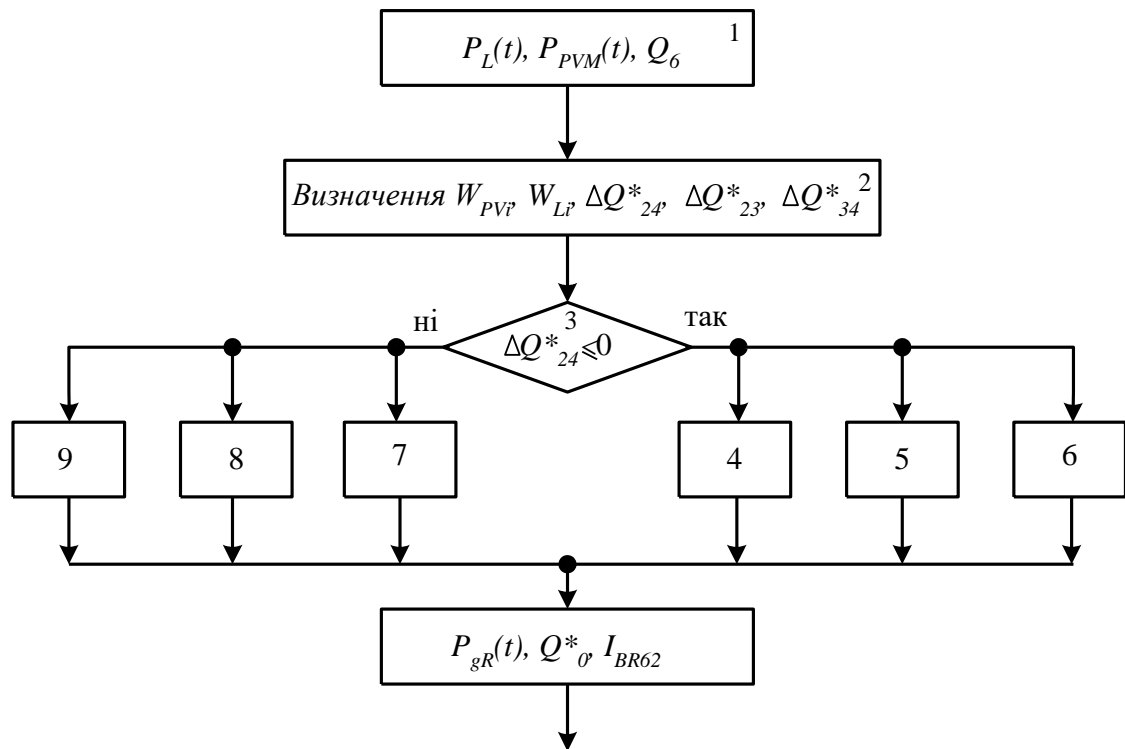 P_L(t), P_PVM(t), Q_6 1
Визначення W_PVi, W_Li, ΔQ*_24, ΔQ*_23, ΔQ*_34 2
3
ні так
ΔQ*_24⩽0
9 8 7 4 5 6
P_gR(t), Q*_0, I_BR62